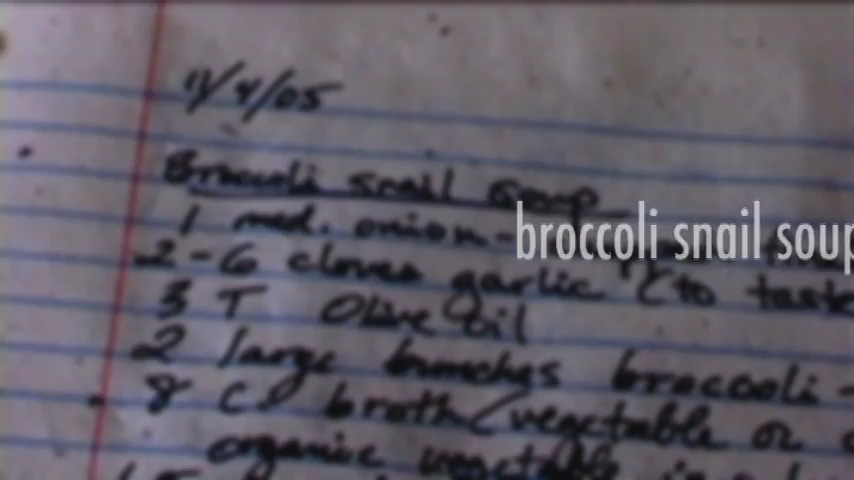 11/4/05
Broccoli snail soup
1 med. onion-
broccoli snail soup
2-6 cloves garlic (to taste
3 T Olive oil
2 large bunches broccoli -
8 C. broth (vegetable or
organic vegetable